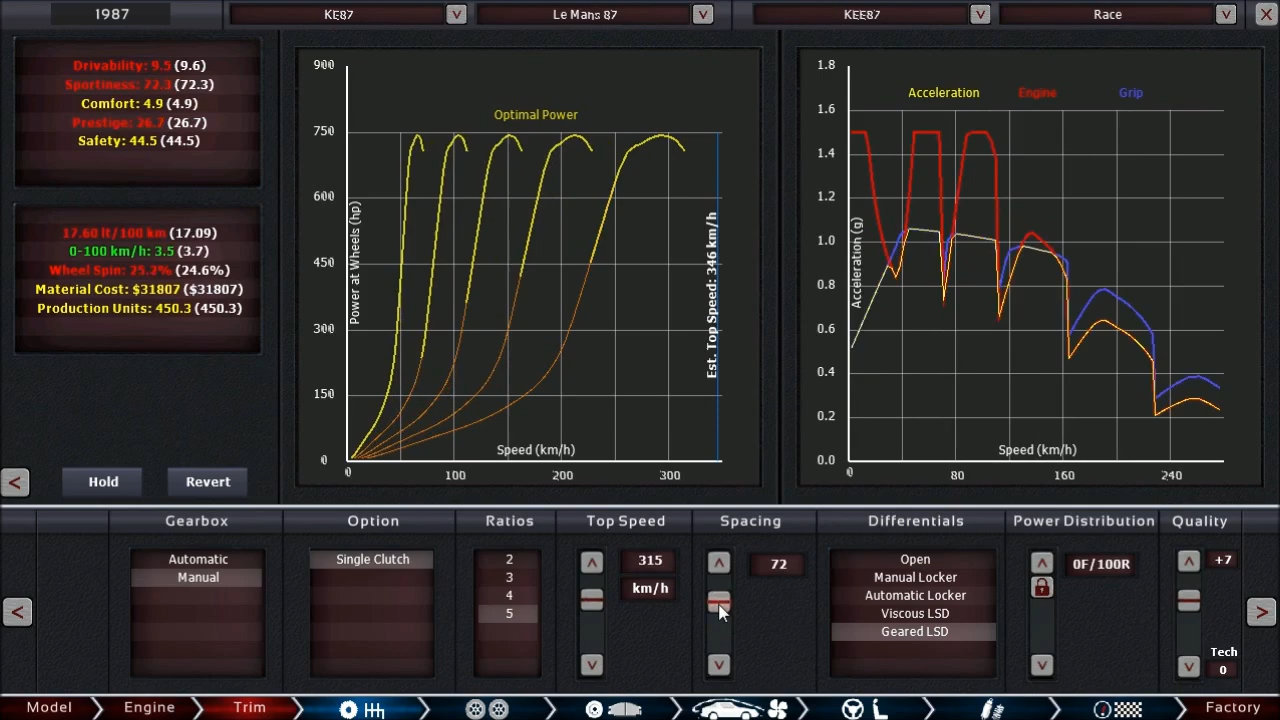 1987
KE87
Le Mans 87
KEE87
Race
X
Drivability: 9.5 (9.6)
Sportiness: 72.3 (72.3)
Comfort: 4.9 (4.9)
Prestige: 26.7 (26.7)
Safety: 44.5 (44.5)
17.60 lt/100 km (17.09)
0-100 km/h: 3.5 (3.7)
Wheel Spin: 25.2% (24.6%)
Material Cost: $31807 ($31807)
Production Units: 450.3 (450.3)
Hold
Revert
900
750
600
450
300
150
0
Power at Wheels (hp)
Optimal Power
Est. Top Speed: 346 km/h
Speed (km/h)
0
100
200
300
1.8
1.6
1.4
1.2
1.0
0.8
0.6
0.4
0.2
0.0
Acceleration (g)
Acceleration
Engine
Grip
Speed (km/h)
0
80
160
240
Gearbox
Automatic
Manual
Option
Single Clutch
Ratios
2
3
4
5
Top Speed
315
km/h
Spacing
72
Differentials
Open
Manual Locker
Automatic Locker
Viscous LSD
Geared LSD
Power Distribution
0F/100R
Quality
+7
Tech
0
Model
Engine
Trim
Factory